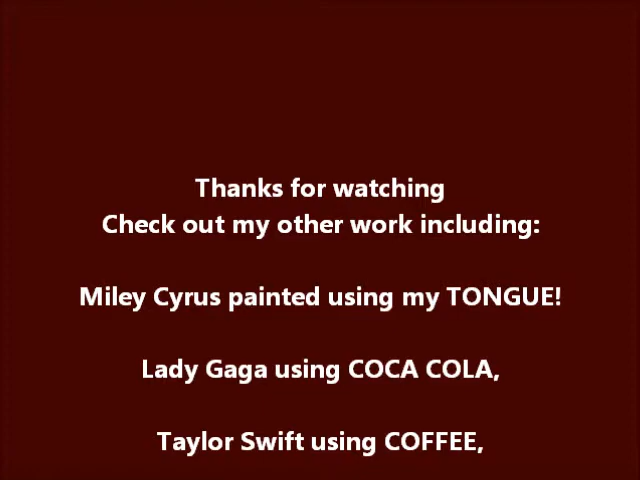 Thanks for watching
Check out my other work including:
Miley Cyrus painted using my TONGUE!
Lady Gaga using COCA COLA,
Taylor Swift using COFFEE,